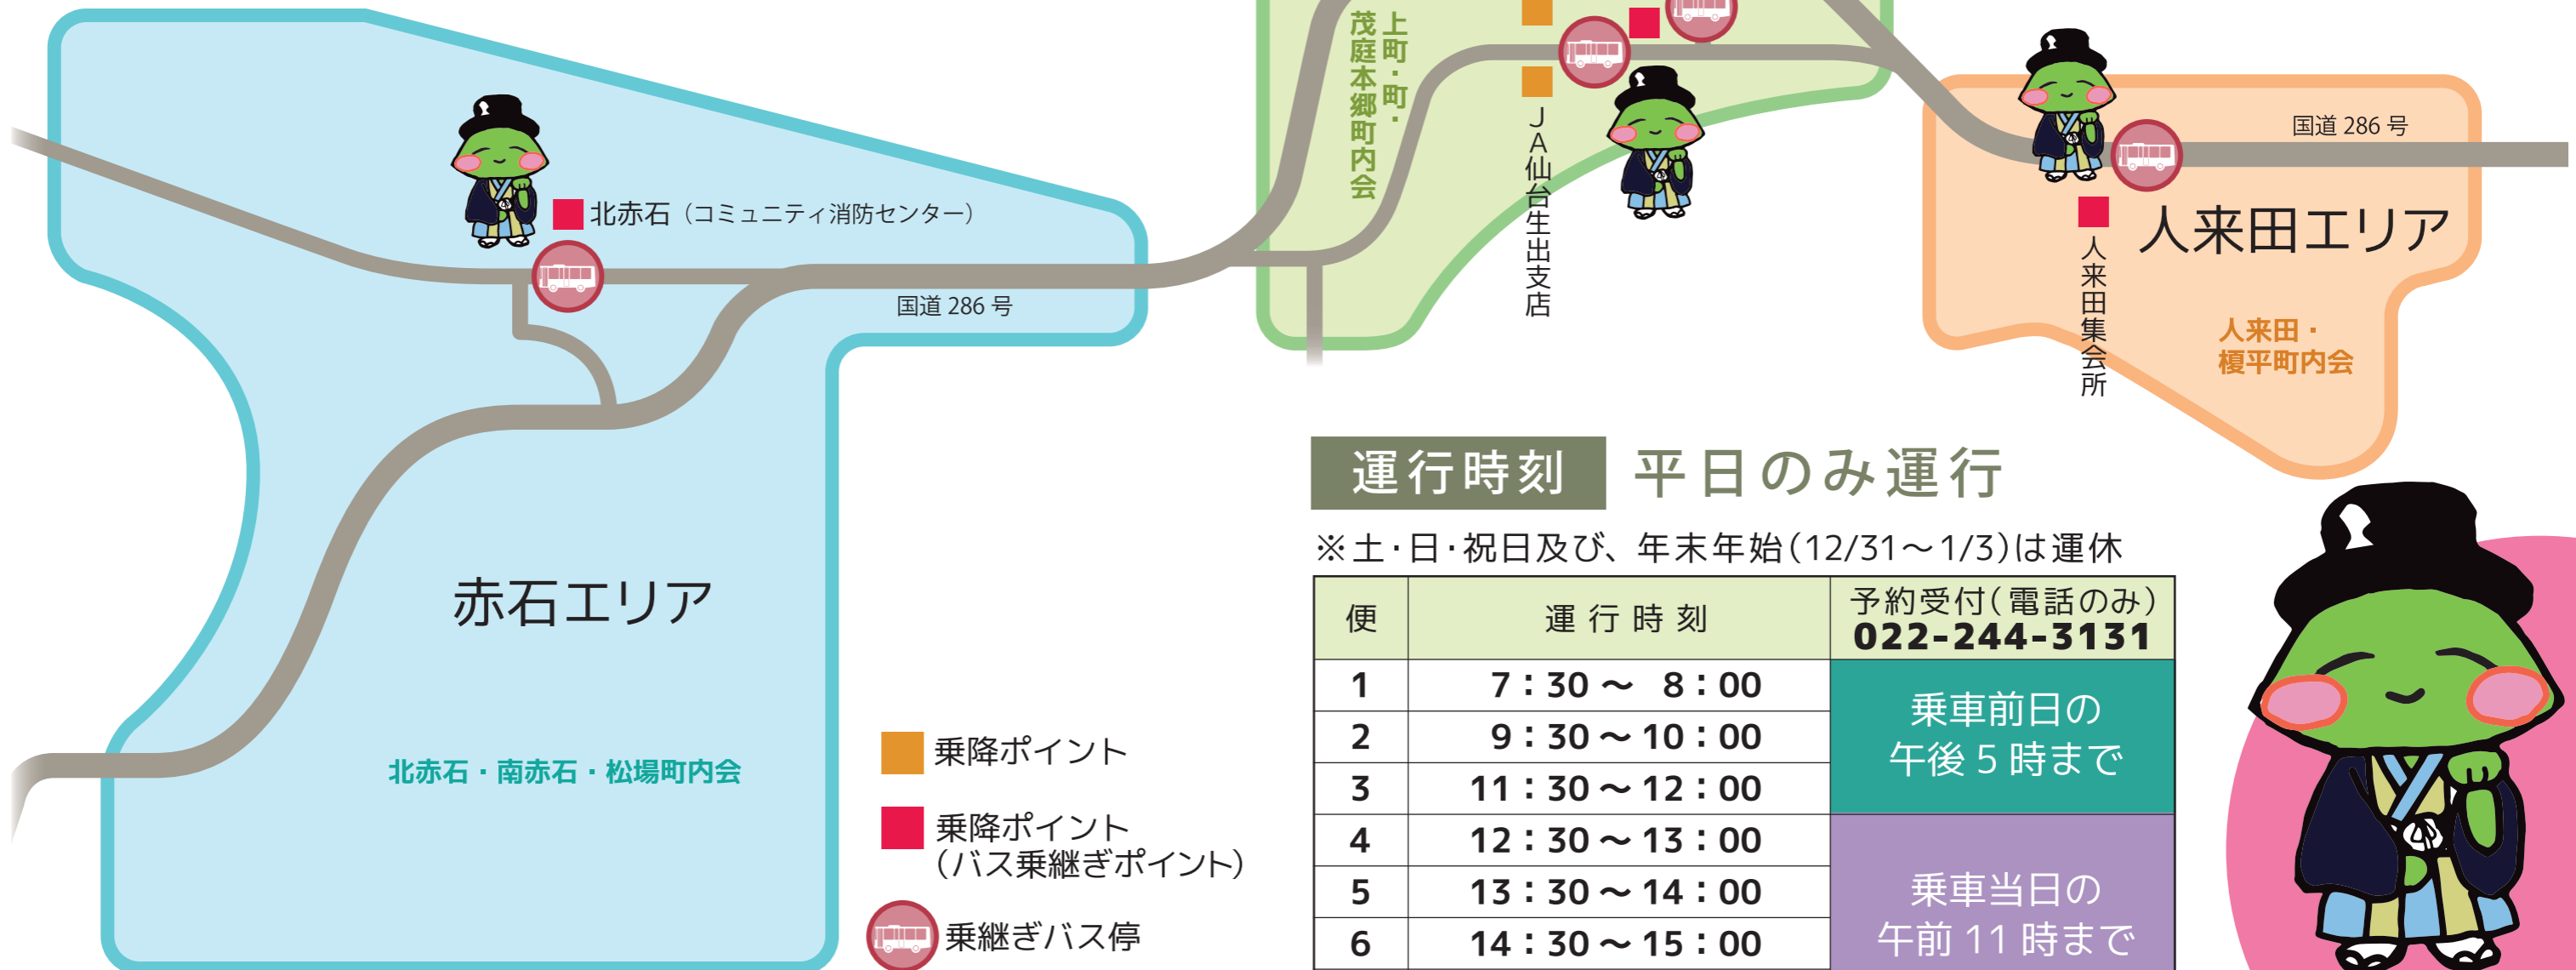 上町・町・
茂庭本郷町内会
JA仙台生出支店
国道 286 号
人来田エリア
人来田集会所
人来田・
榎平町内会
北赤石（コミュニティ消防センター）
国道 286 号
赤石エリア
北赤石・南赤石・松場町内会
乗降ポイント
乗降ポイント
（バス乗継ぎポイント）
乗継ぎバス停
運行時刻 平日のみ運行
※土・日・祝日及び、年末年始(12/31～1/3)は運休
便 運行時刻 予約受付（電話のみ）
022-244-3131
1 7：30 ～ 8：00
2 9：30 ～ 10：00
3 11：30 ～ 12：00
乗車前日の
午後 5 時まで
4 12：30 ～ 13：00
5 13：30 ～ 14：00
6 14：30 ～ 15：00
乗車当日の
午前 11 時まで